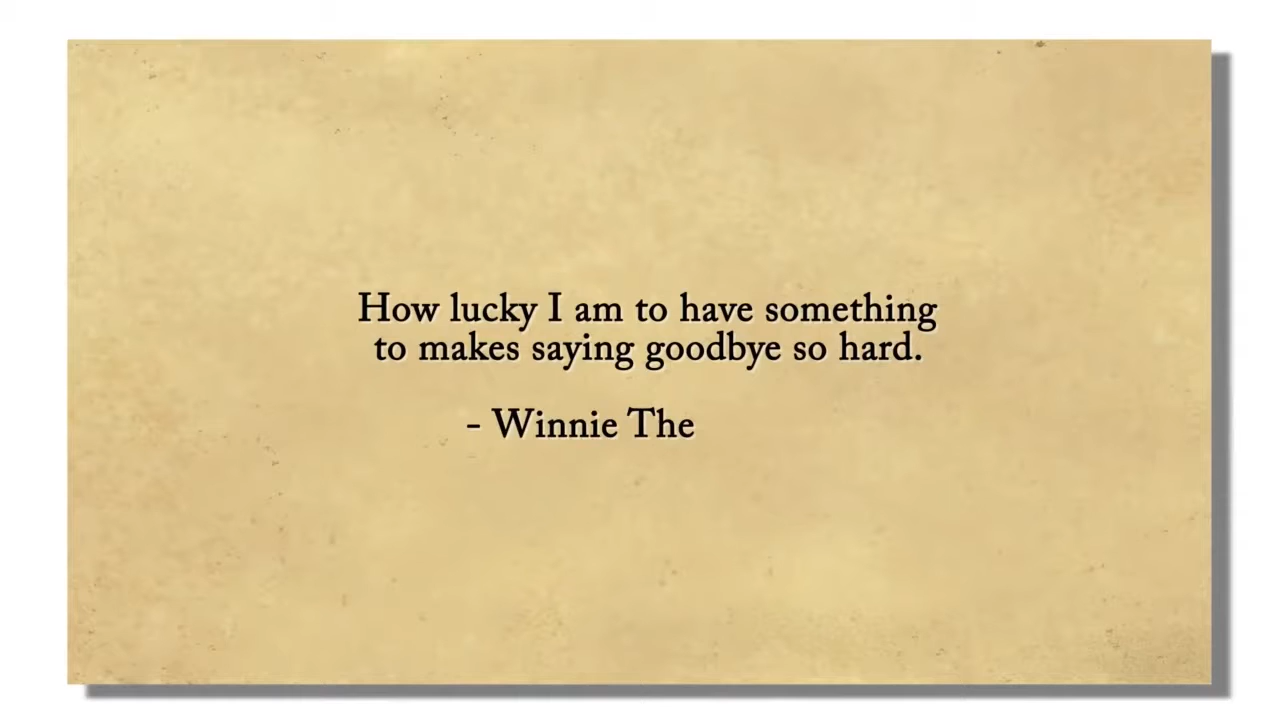 How lucky I am to have something
to makes saying goodbye so hard.
- Winnie The